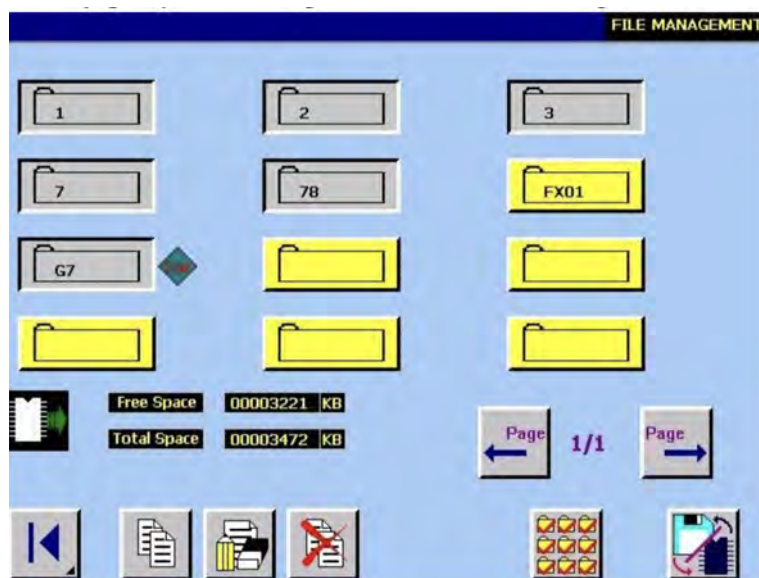 FILE MANAGEMENT
1 2 3
7 78 FX01
G7
Free Space 00003221 KB
Total Space 00003472 KB
Page 1/1 Page